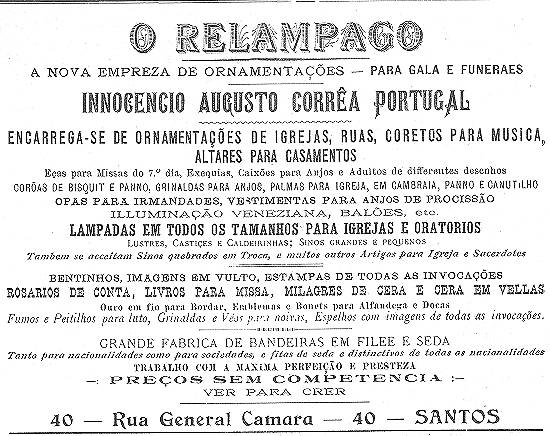 O RELAMPAGO
A NOVA EMPREZA DE ORNAMENTAÇÕES — PARA GALA E FUNERAES
INNOCENCIO AUGUSTO CORRÊA PORTUGAL
ENCARREGA-SE DE ORNAMENTAÇÕES DE IGREJAS, RUAS, CORETOS PARA MUSICA,
ALTARES PARA CASAMENTOS
Eças para Missas do 7.º dia, Exequias, Caixões para Anjos e Adultos de differentes desenhos
CORÔAS DE BISQUIT E PANNO, GRINALDAS PARA ANJOS, PALMAS PARA IGREJA, EM CAMBRAIA, PANNO E CANUTILHO
OPAS PARA IRMANDADES, VESTIMENTAS PARA ANJOS DE PROCISSÃO
ILLUMINAÇÃO VENEZIANA, BALÕES, etc.
LAMPADAS EM TODOS OS TAMANHOS PARA IGREJAS E ORATORIOS
LUSTRES, CASTIÇES E CALDEIRINHAS; SINOS GRANDES E PEQUENOS
Tambem se acceitam Sinos quebrados em Troca, e muitos outros Artigos para Igreja e Sacerdotes
BENTINHOS, IMAGENS EM VULTO, ESTAMPAS DE TODAS AS INVOCAÇÕES
ROSARIOS DE CONTA, LIVROS PARA MISSA, MILAGRES DE CERA E CERA EM VELLAS
Ouro em fio para Bordar, Emblemas e Bonets para Alfandega e Docas
Fumos e Peitilhos para luto, Grinaldas e Véos para noivas, Espelhos com imagens de todas as invocações.
GRANDE FABRICA DE BANDEIRAS EM FILEE E SEDA
Tanto para nacionalidades como para sociedades, e fitas de seda e distinctivos de todas as nacionalidades
TRABALHO COM A MAXIMA PERFEIÇÃO E PRESTEZA
—: PREÇOS SEM COMPETENCIA :—
VER PARA CRER
40 — Rua General Camara — 40 — SANTOS